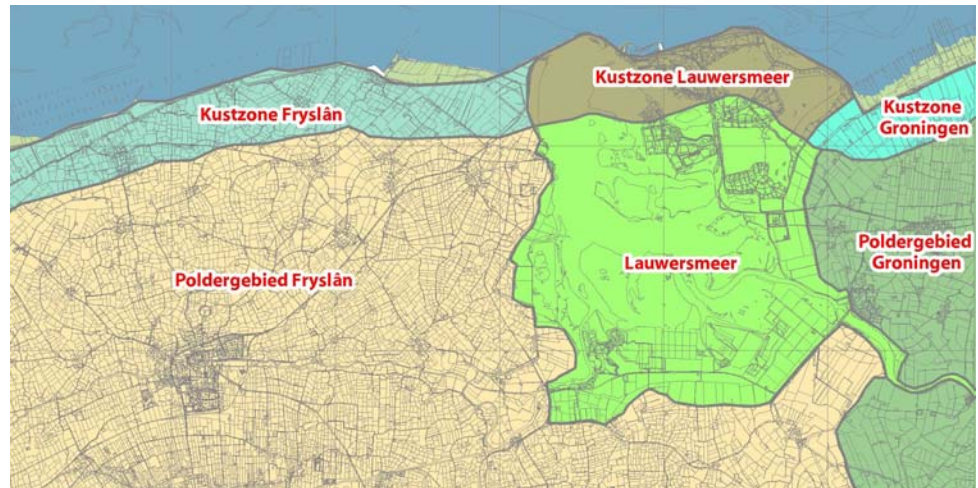 Kustzone Lauwersmeer
Kustzone Fryslân
Kustzone
Groningen
Poldergebied
Groningen
Lauwersmeer
Poldergebied Fryslân